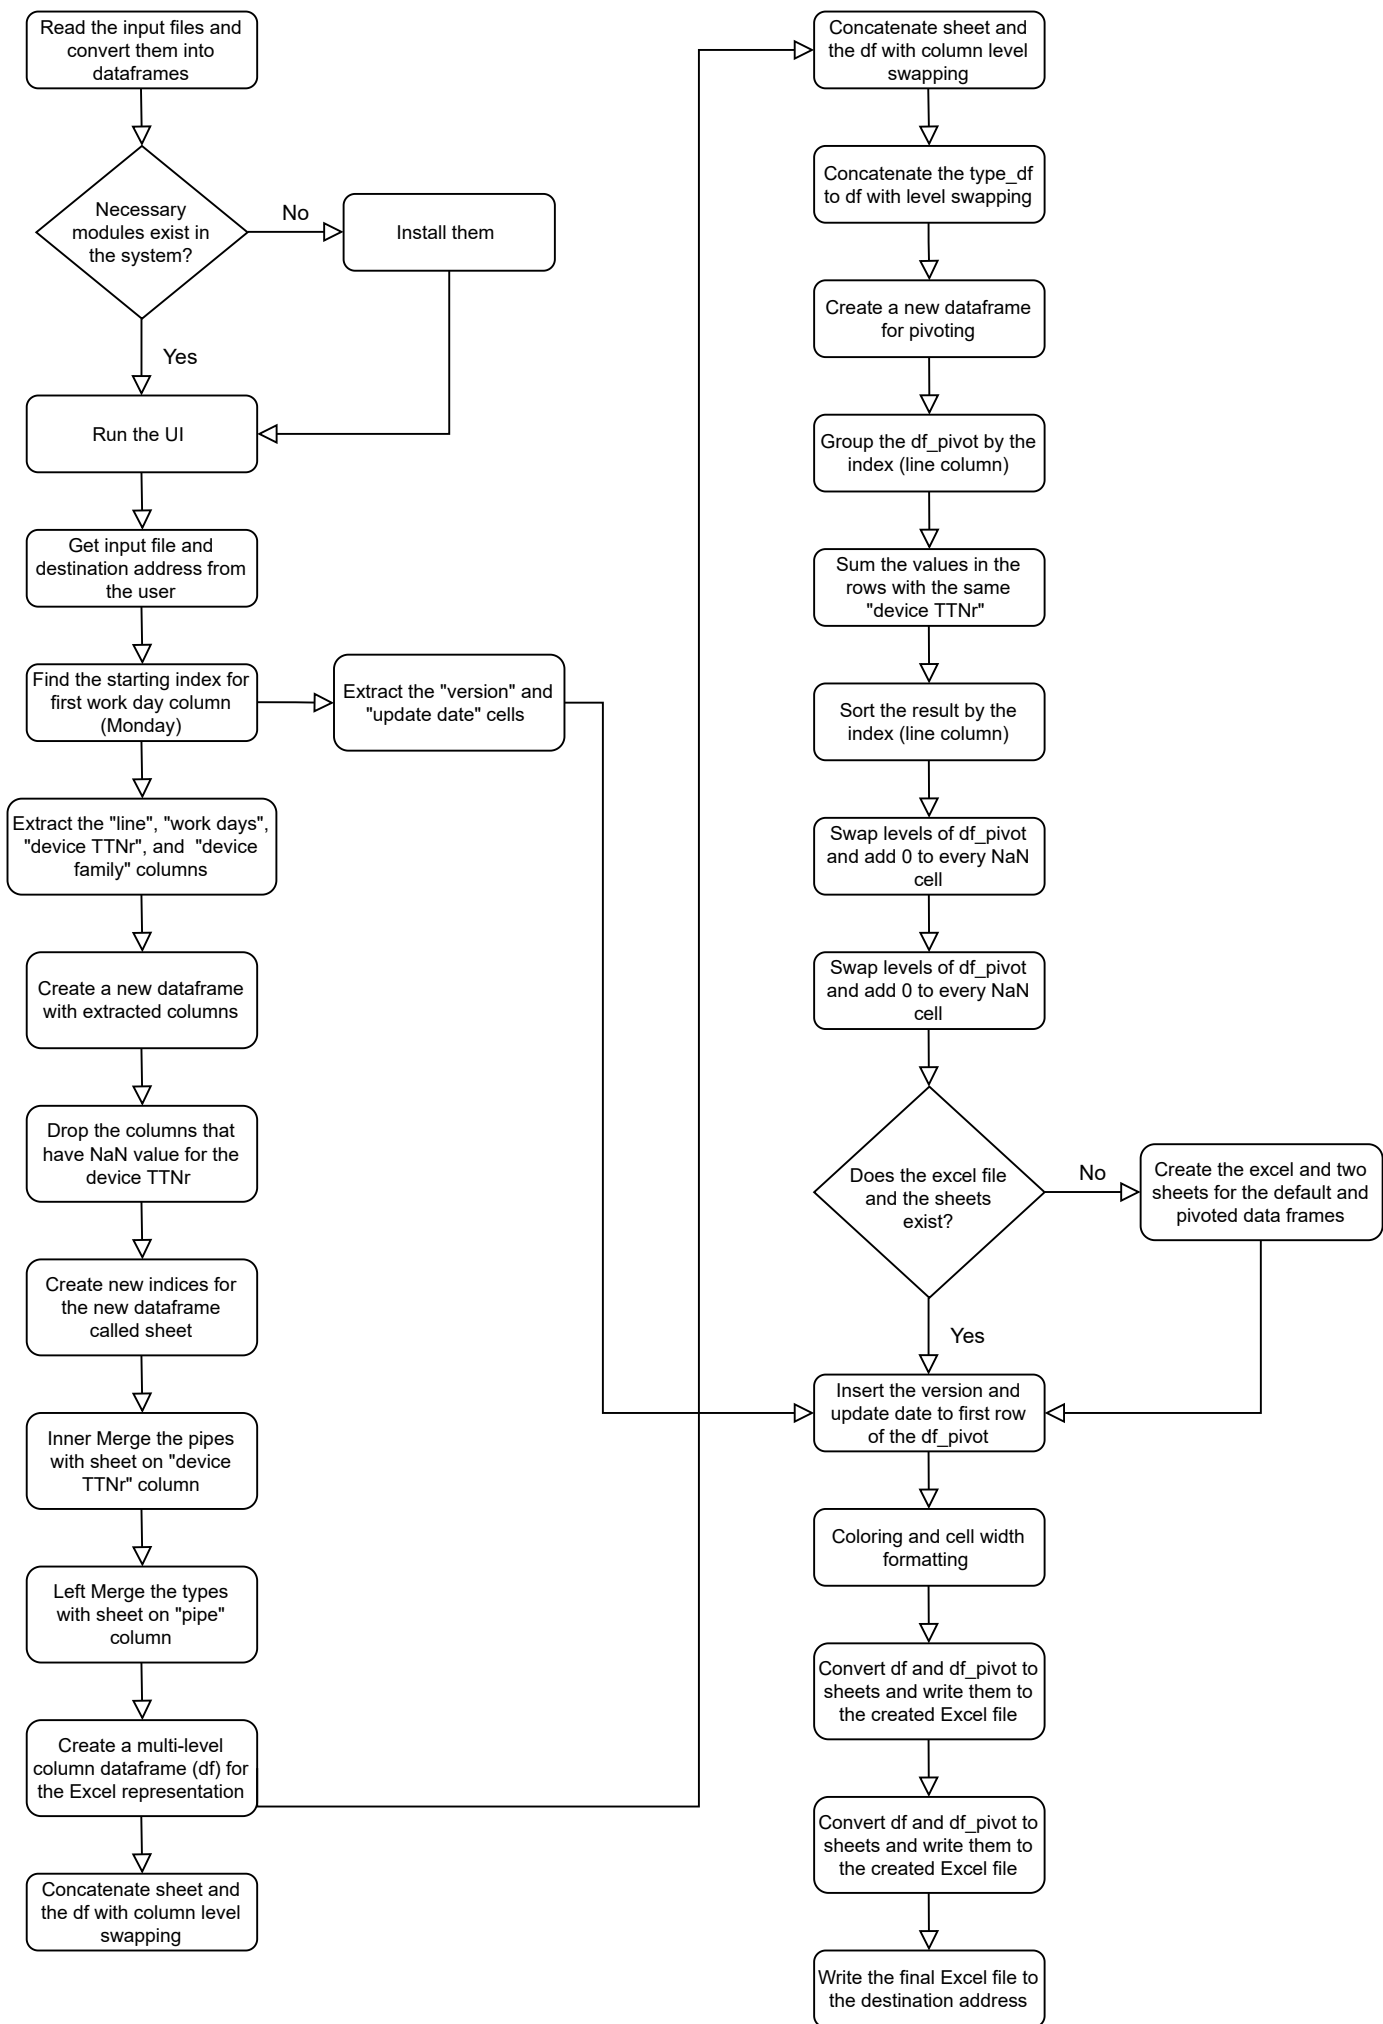 Read the input files and
convert them into
dataframes
Necessary
modules exist in
the system?
No
Install them
Yes
Run the UI
Get input file and
destination address from
the user
Find the starting index for
first work day column
(Monday)
Extract the "version" and
"update date" cells
Extract the "line", "work days",
"device TTNr", and "device
family" columns
Create a new dataframe
with extracted columns
Drop the columns that
have NaN value for the
device TTNr
Create new indices for
the new dataframe
called sheet
Inner Merge the pipes
with sheet on "device
TTNr" column
Left Merge the types
with sheet on "pipe"
column
Create a multi-level
column dataframe (df) for
the Excel representation
Concatenate sheet and
the df with column level
swapping
Concatenate sheet and
the df with column level
swapping
Concatenate the type_df
to df with level swapping
Create a new dataframe
for pivoting
Group the df_pivot by the
index (line column)
Sum the values in the
rows with the same
"device TTNr"
Sort the result by the
index (line column)
Swap levels of df_pivot
and add 0 to every NaN
cell
Swap levels of df_pivot
and add 0 to every NaN
cell
Does the excel file
and the sheets
exist?
No
Create the excel and two
sheets for the default and
pivoted data frames
Yes
Insert the version and
update date to first row
of the df_pivot
Coloring and cell width
formatting
Convert df and df_pivot to
sheets and write them to
the created Excel file
Convert df and df_pivot to
sheets and write them to
the created Excel file
Write the final Excel file to
the destination address